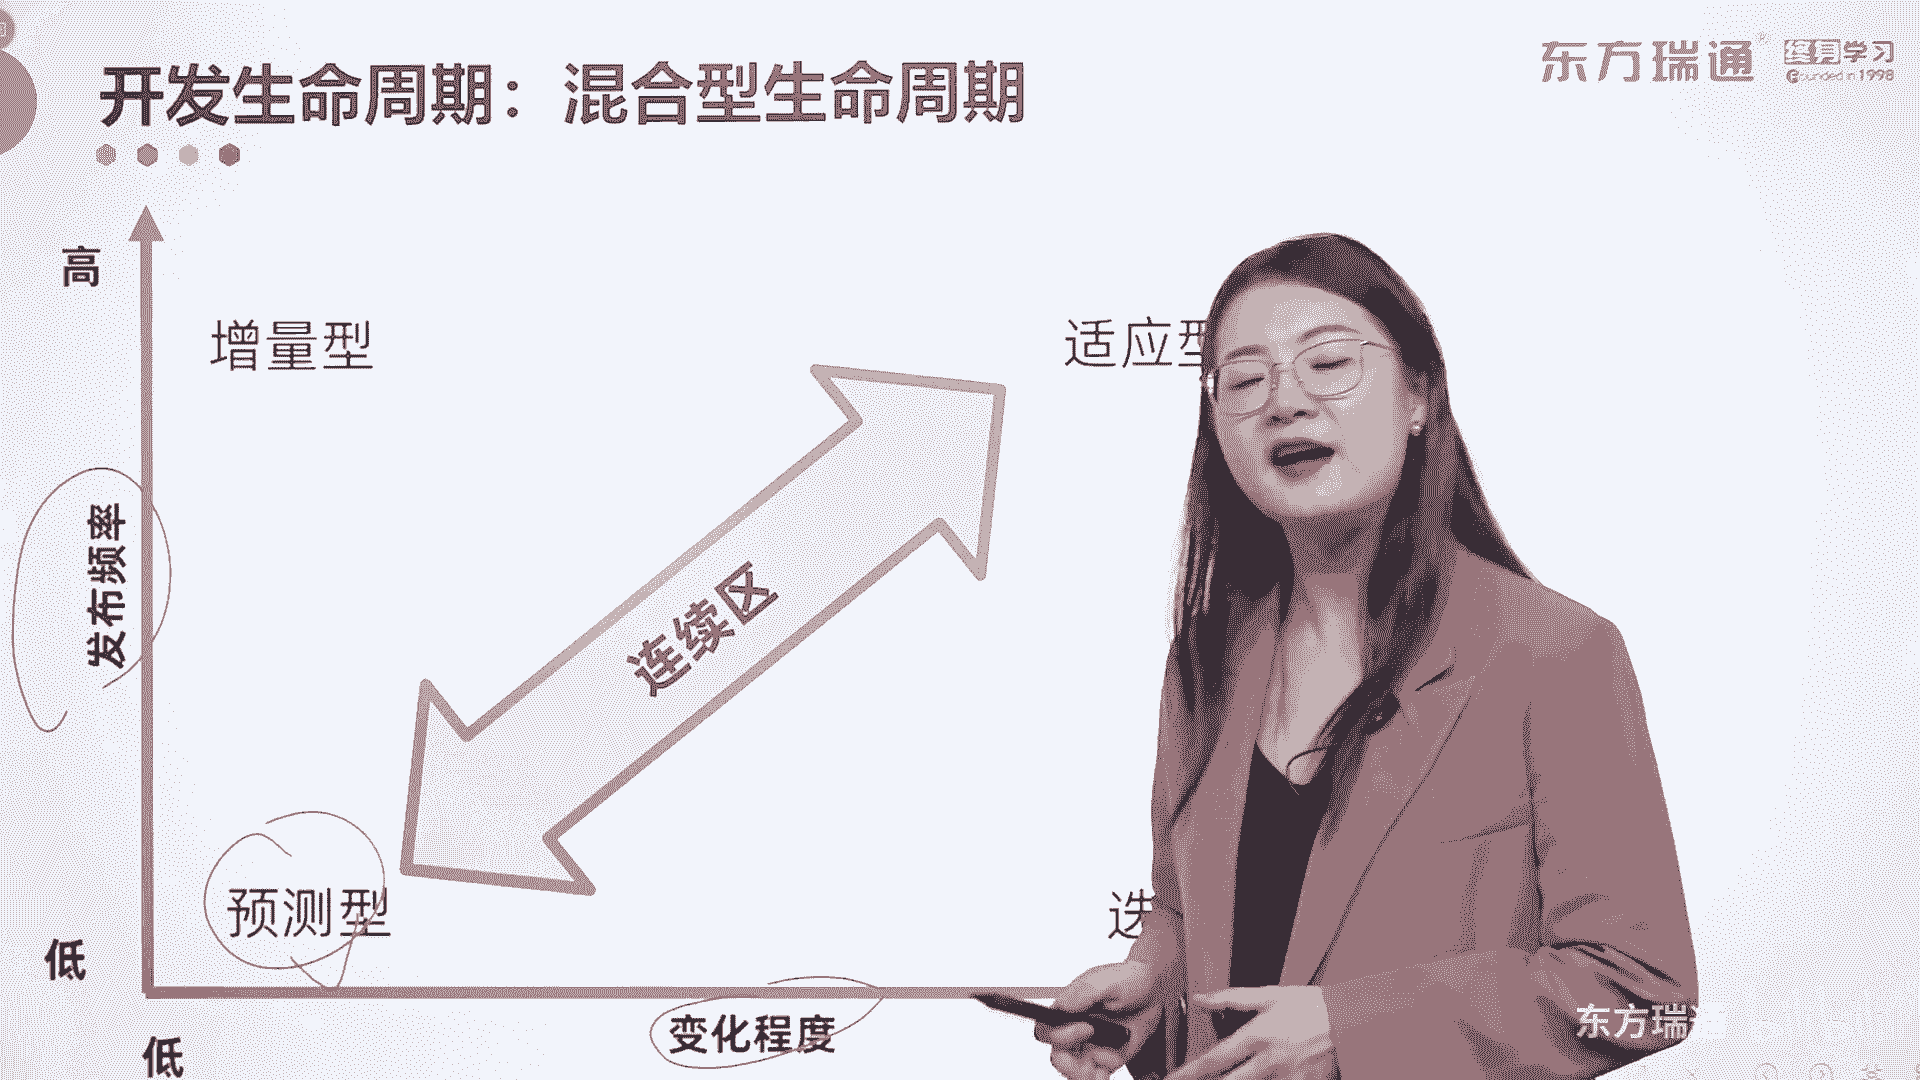 开发生命周期：混合型生命周期
东方瑞通
终身学习
Founded in 1998
高
增量型
适应型
发布频率
连续区
预测型
迭
低
变化程度
低
东方瑞通